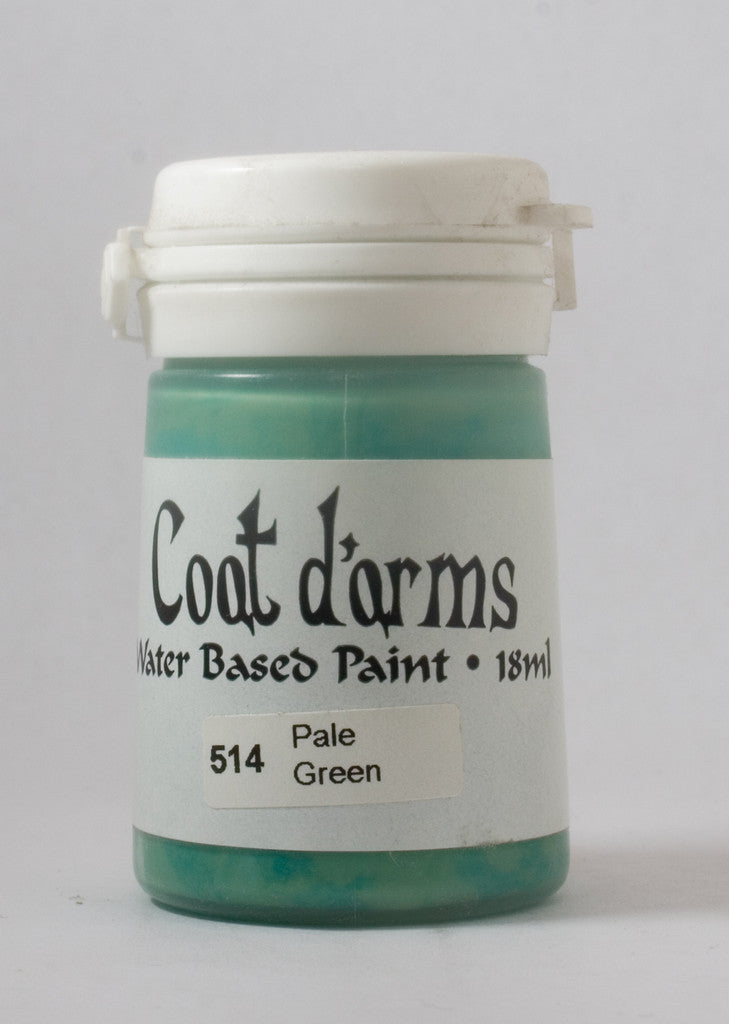 Coat d'arms
Water Based Paint • 18ml
514 Pale
Green